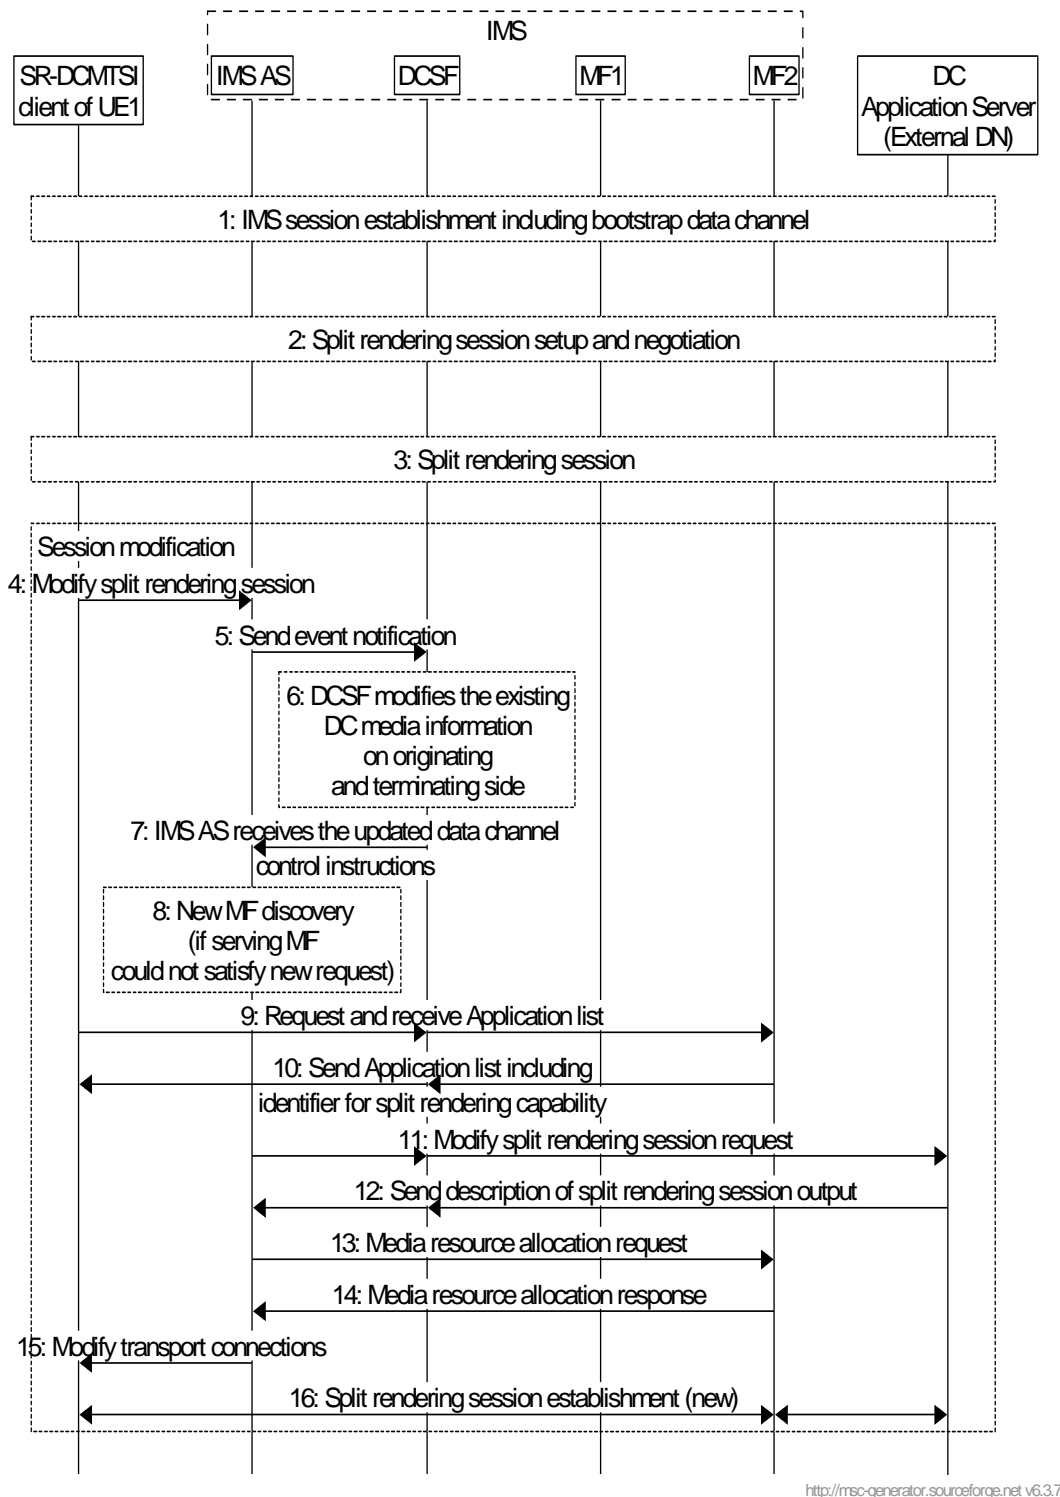 IMS
SR-DCMTSI
client of UE1
IMS AS
DCSF
MF1
MF2
DC
Application Server
(External DN)
1: IMS session establishment including bootstrap data channel
2: Split rendering session setup and negotiation
3: Split rendering session
Session modification
4: Modify split rendering session
5: Send event notification
6: DCSF modifies the existing
DC media information
on originating
and terminating side
7: IMS AS receives the updated data channel
control instructions
8: New MF discovery
(if serving MF
could not satisfy new request)
9: Request and receive Application list
10: Send Application list including
identifier for split rendering capability
11: Modify split rendering session request
12: Send description of split rendering session output
13: Media resource allocation request
14: Media resource allocation response
15: Modify transport connections
16: Split rendering session establishment (new)
http://msc-generator.sourceforge.net v6.3.7